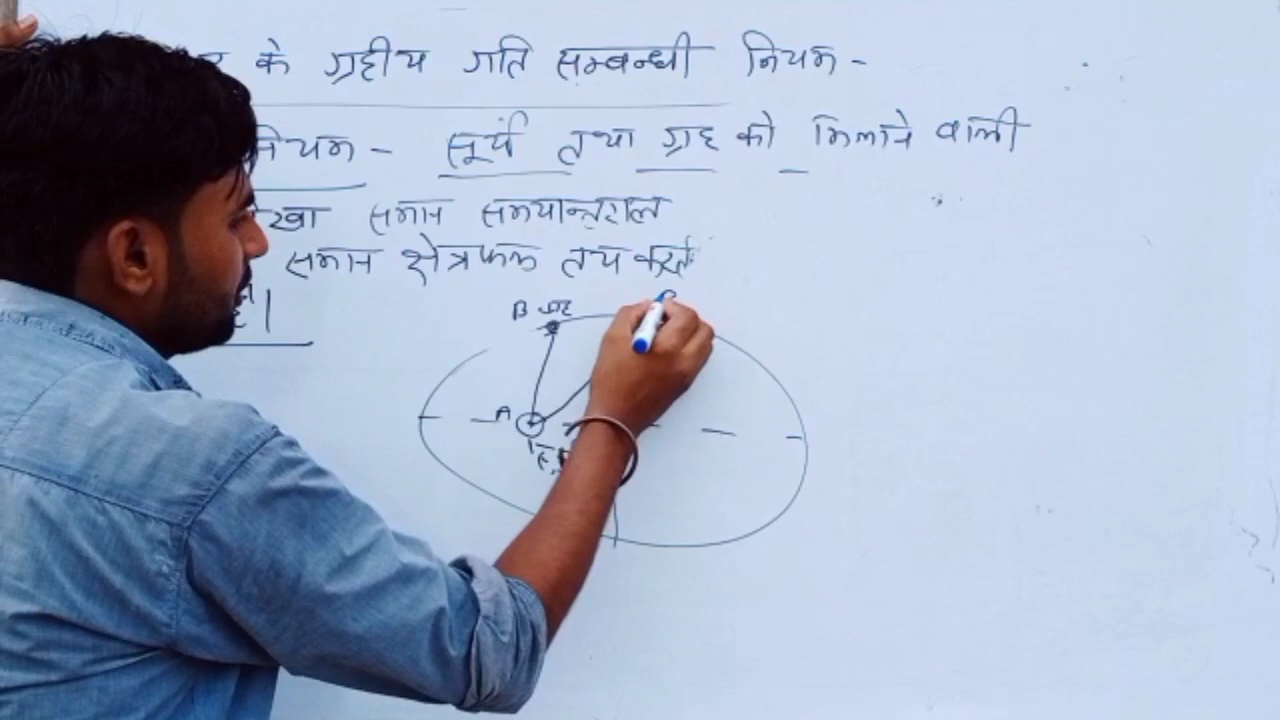 के ग्रहीय गति सम्बन्धी नियम -
नियम - सूर्य तथा ग्रह को मिलाने वाली
समान समयान्तराल
समान क्षेत्रफल तय करत
B ग्रह
A